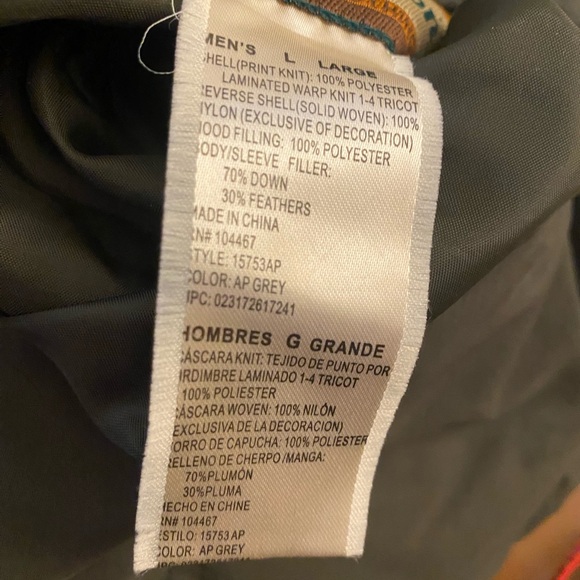 MEN'S L LARGE
SHELL(PRINT KNIT): 100% POLYESTER
LAMINATED WARP KNIT 1-4 TRICOT
REVERSE SHELL(SOLID WOVEN): 100%
NYLON (EXCLUSIVE OF DECORATION)
HOOD FILLING: 100% POLYESTER
BODY/SLEEVE FILLER:
70% DOWN
30% FEATHERS
MADE IN CHINA
RN# 104467
STYLE: 15753AP
COLOR: AP GREY
UPC: 023172617241
HOMBRES G GRANDE
CÁSCARA KNIT: TEJIDO DE PUNTO POR
URDIMBRE LAMINADO 1-4 TRICOT
100% POLIESTER
CÁSCARA WOVEN: 100% NILÓN
(EXCLUSIVA DE LA DECORACION)
FORRO DE CAPUCHA: 100% POLIESTER
RELLENO DE CHERPO/MANGA:
70%PLUMÓN
30%PLUMA
HECHO EN CHINE
RN# 104467
ESTILO: 15753 AP
COLOR: AP GREY